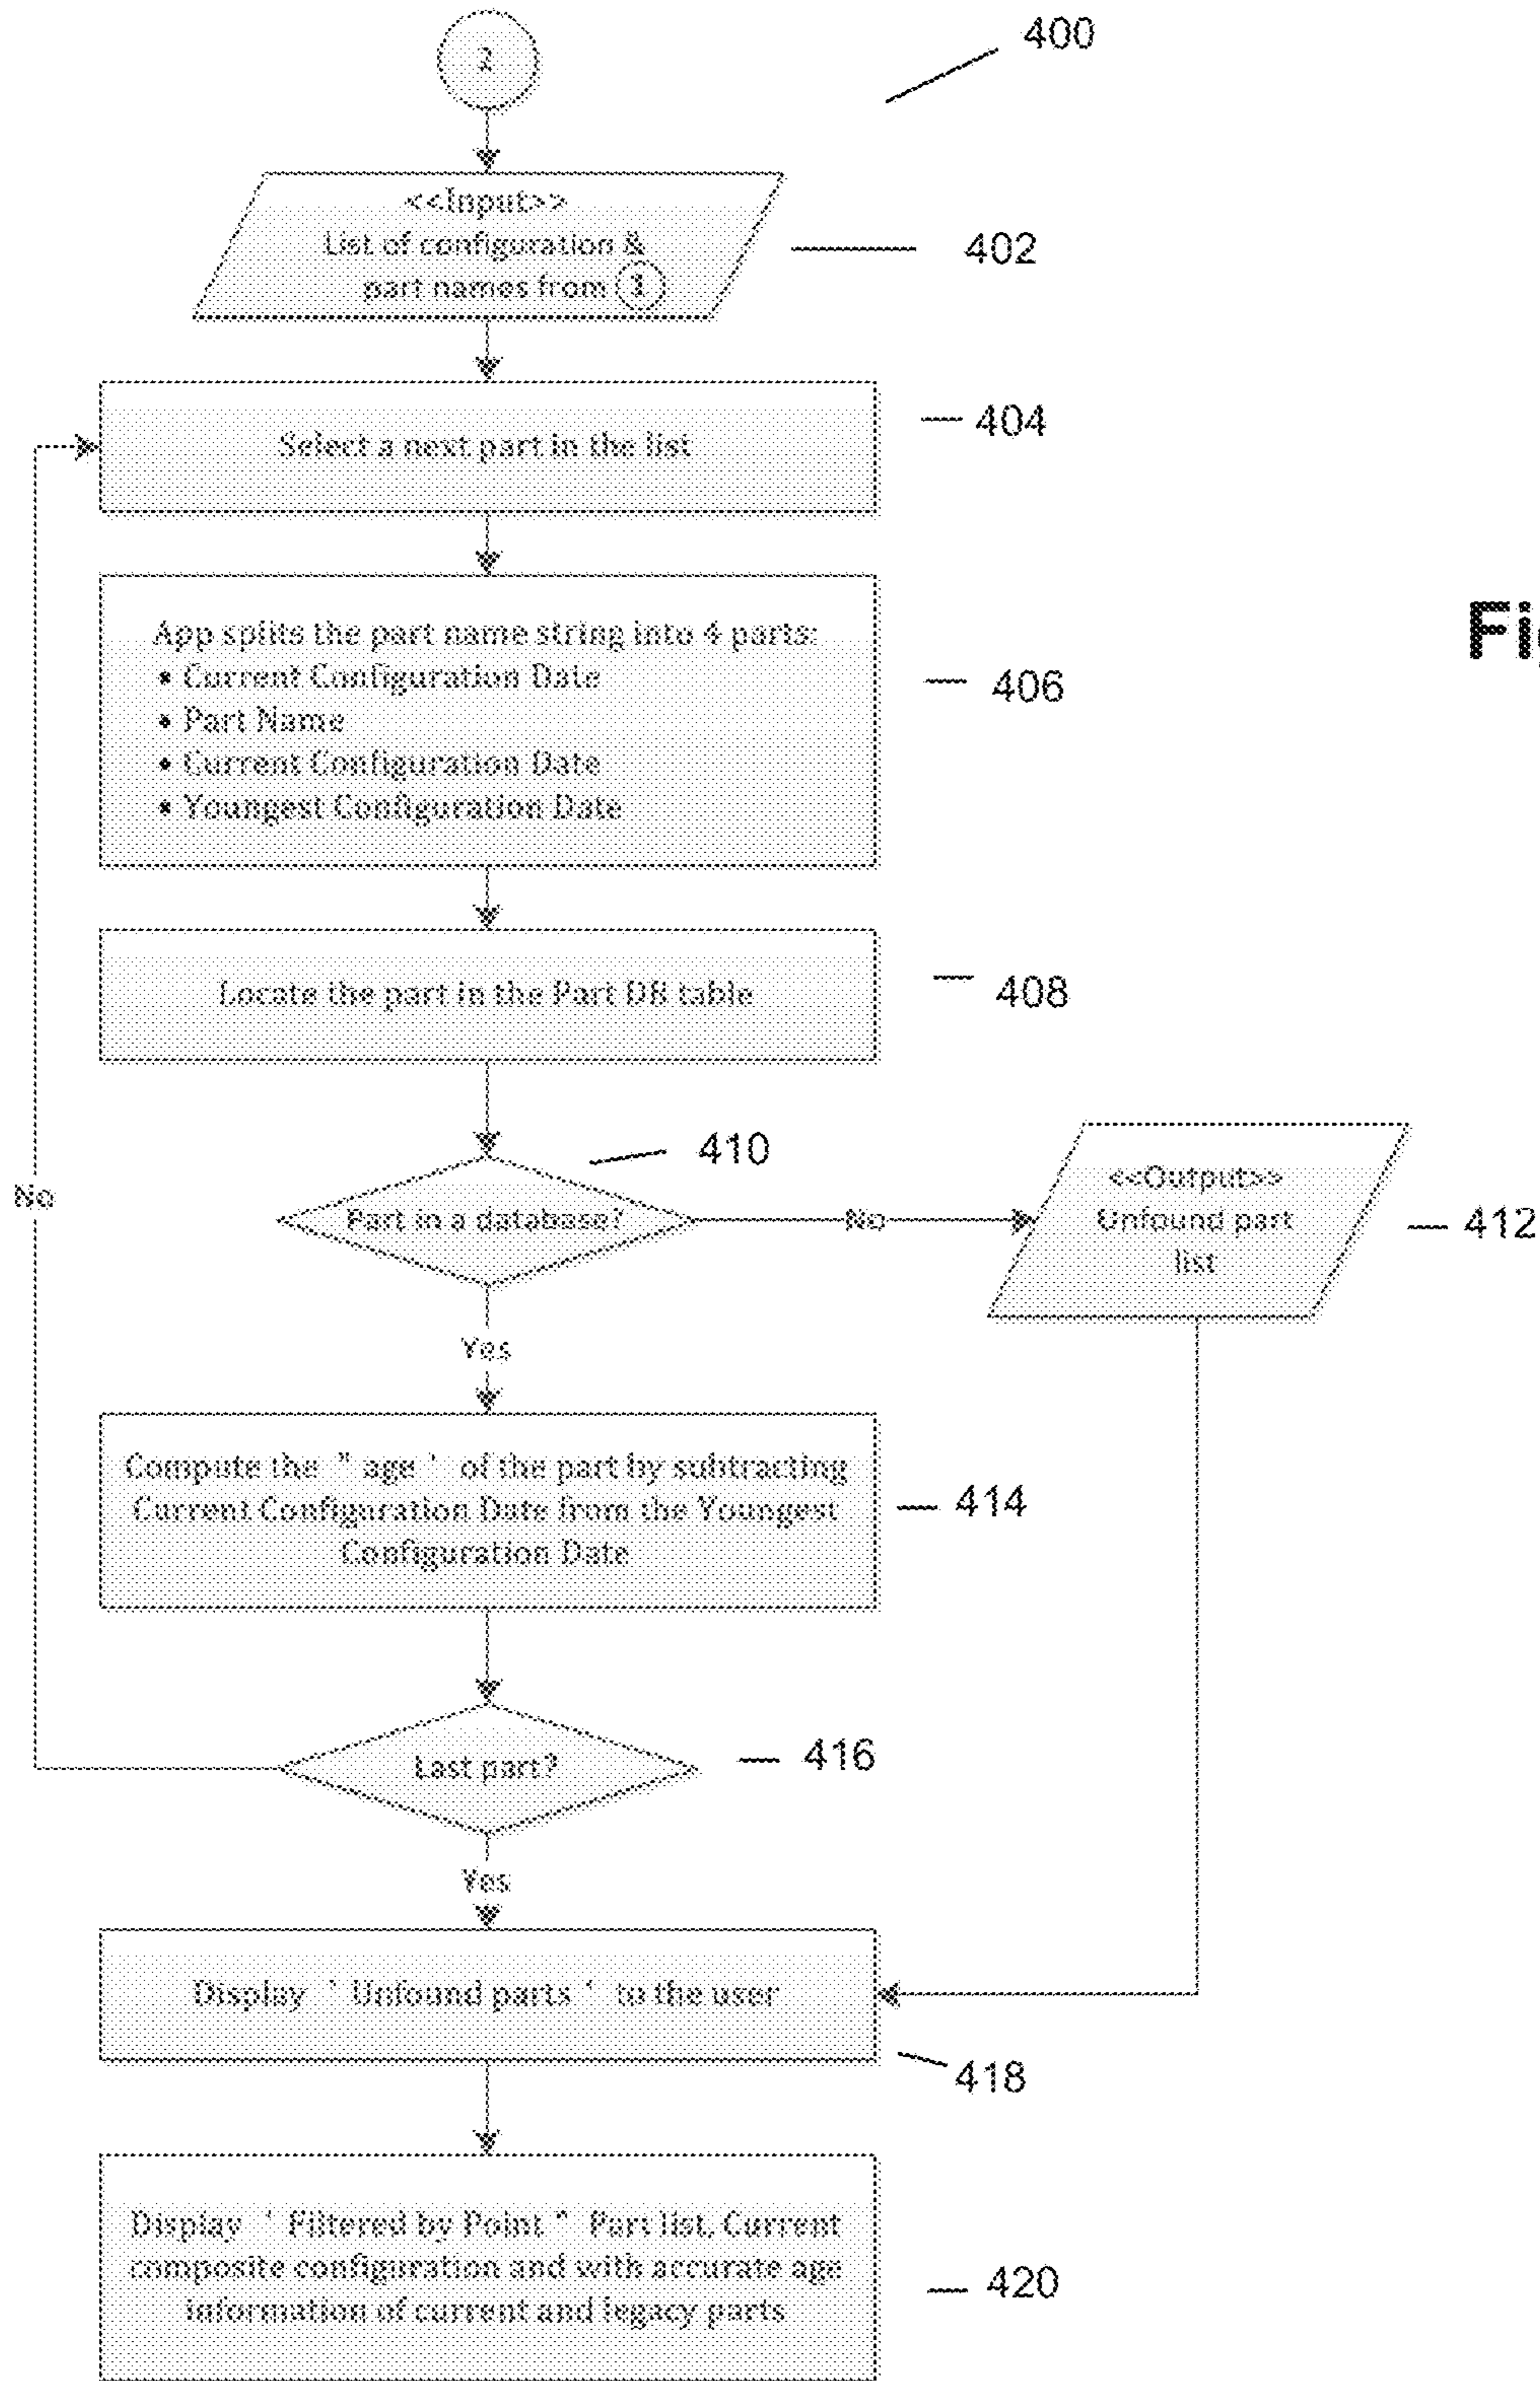 2
400
<<Input>>
List of configuration &
part names from 1
402
Select a next part in the list
404
App splits the part name string into 4 parts:
• Current Configuration Date
• Part Name
• Current Configuration Date
• Youngest Configuration Date
406
Locate the part in the Part DB table
408
410
Part in a database?
No
No
<<Output>>
Unfound part
list
412
Yes
Compute the " age ' of the part by subtracting
Current Configuration Date from the Youngest
Configuration Date
414
Last part?
416
Yes
Display ' Unfound parts ' to the user
418
Display ' Filtered by Point " Part list, Current
composite configuration and with accurate age
information of current and legacy parts
420